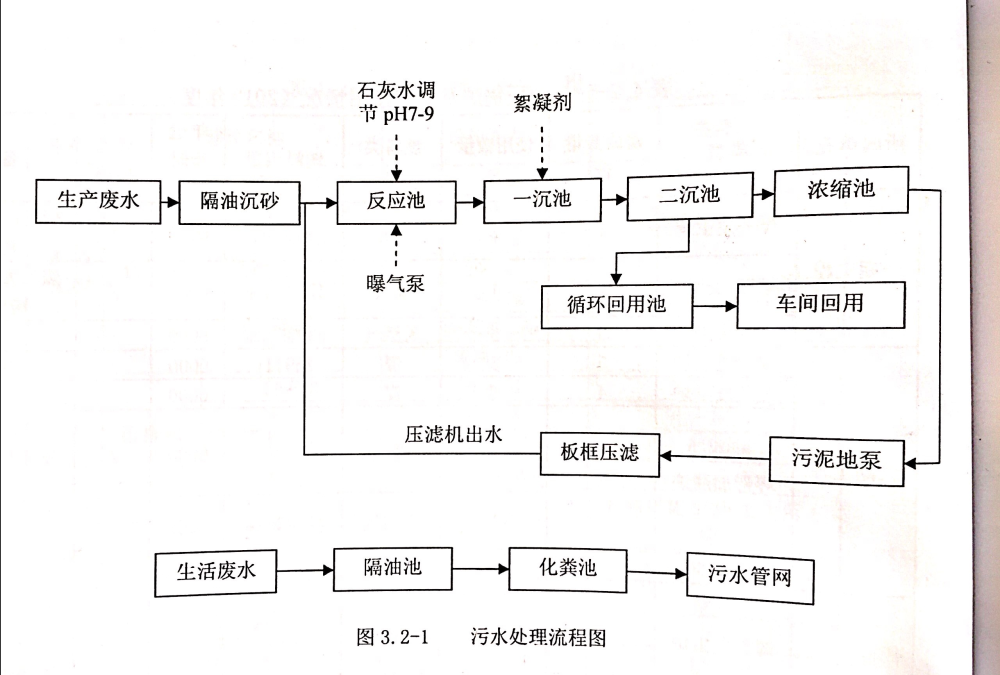 石灰水调
节 pH7-9
絮凝剂
生产废水
隔油沉砂
反应池
一沉池
二沉池
浓缩池
曝气泵
循环回用池
车间回用
压滤机出水
板框压滤
污泥地泵
生活废水
隔油池
化粪池
污水管网
图 3.2-1 污水处理流程图